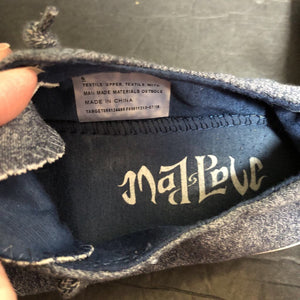 TEXTILE UPPER, TEXTILE
MAN MADE MATERIALS OUTSOLE
MADE IN CHINA
Mad Love